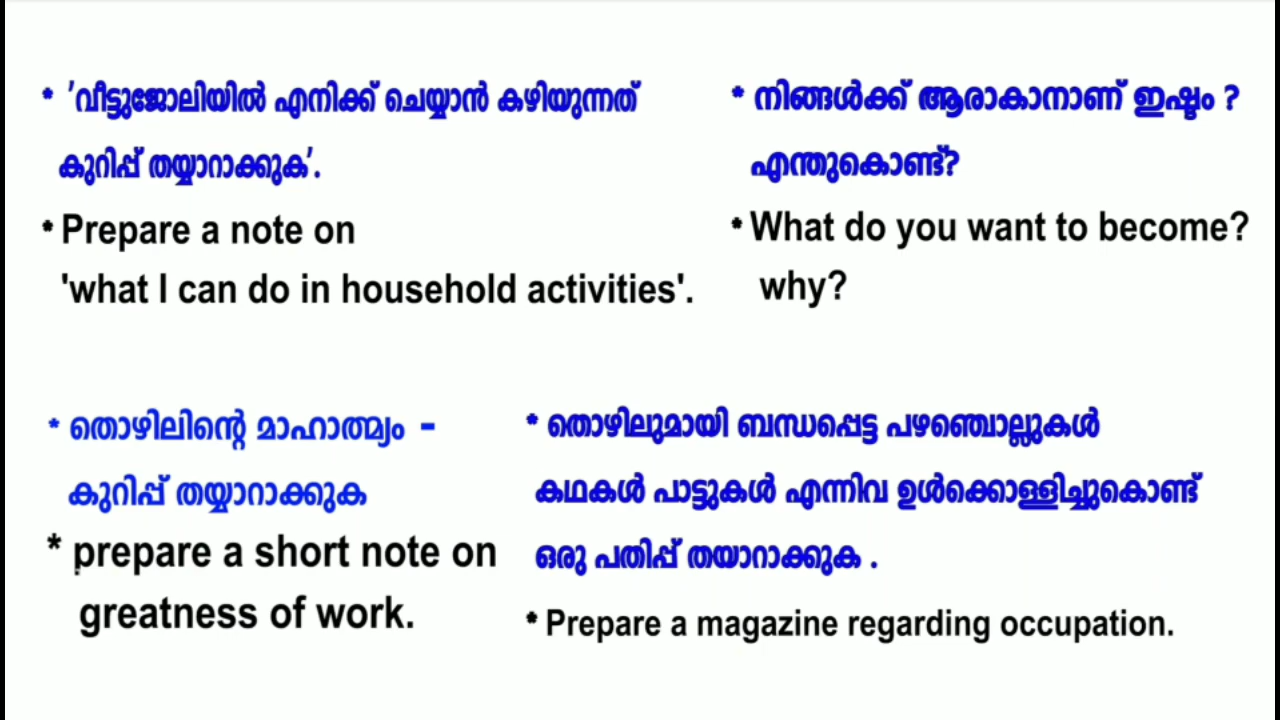 * 'വീട്ടുജോലിയിൽ എനിക്ക് ചെയ്യാൻ കഴിയുന്നത്
കുറിപ്പ് തയ്യാറാക്കുക'.
* Prepare a note on
'what I can do in household activities'.
* നിങ്ങൾക്ക് ആരാകാനാണ് ഇഷ്ടം ?
എന്തുകൊണ്ട്?
* What do you want to become?
why?
* തൊഴിലിന്റെ മാഹാത്മ്യം -
കുറിപ്പ് തയ്യാറാക്കുക
* prepare a short note on
greatness of work.
* തൊഴിലുമായി ബന്ധപ്പെട്ട പഴഞ്ചൊല്ലുകൾ
കഥകൾ പാട്ടുകൾ എന്നിവ ഉൾക്കൊള്ളിച്ചുകൊണ്ട്
ഒരു പതിപ്പ് തയാറാക്കുക .
* Prepare a magazine regarding occupation.